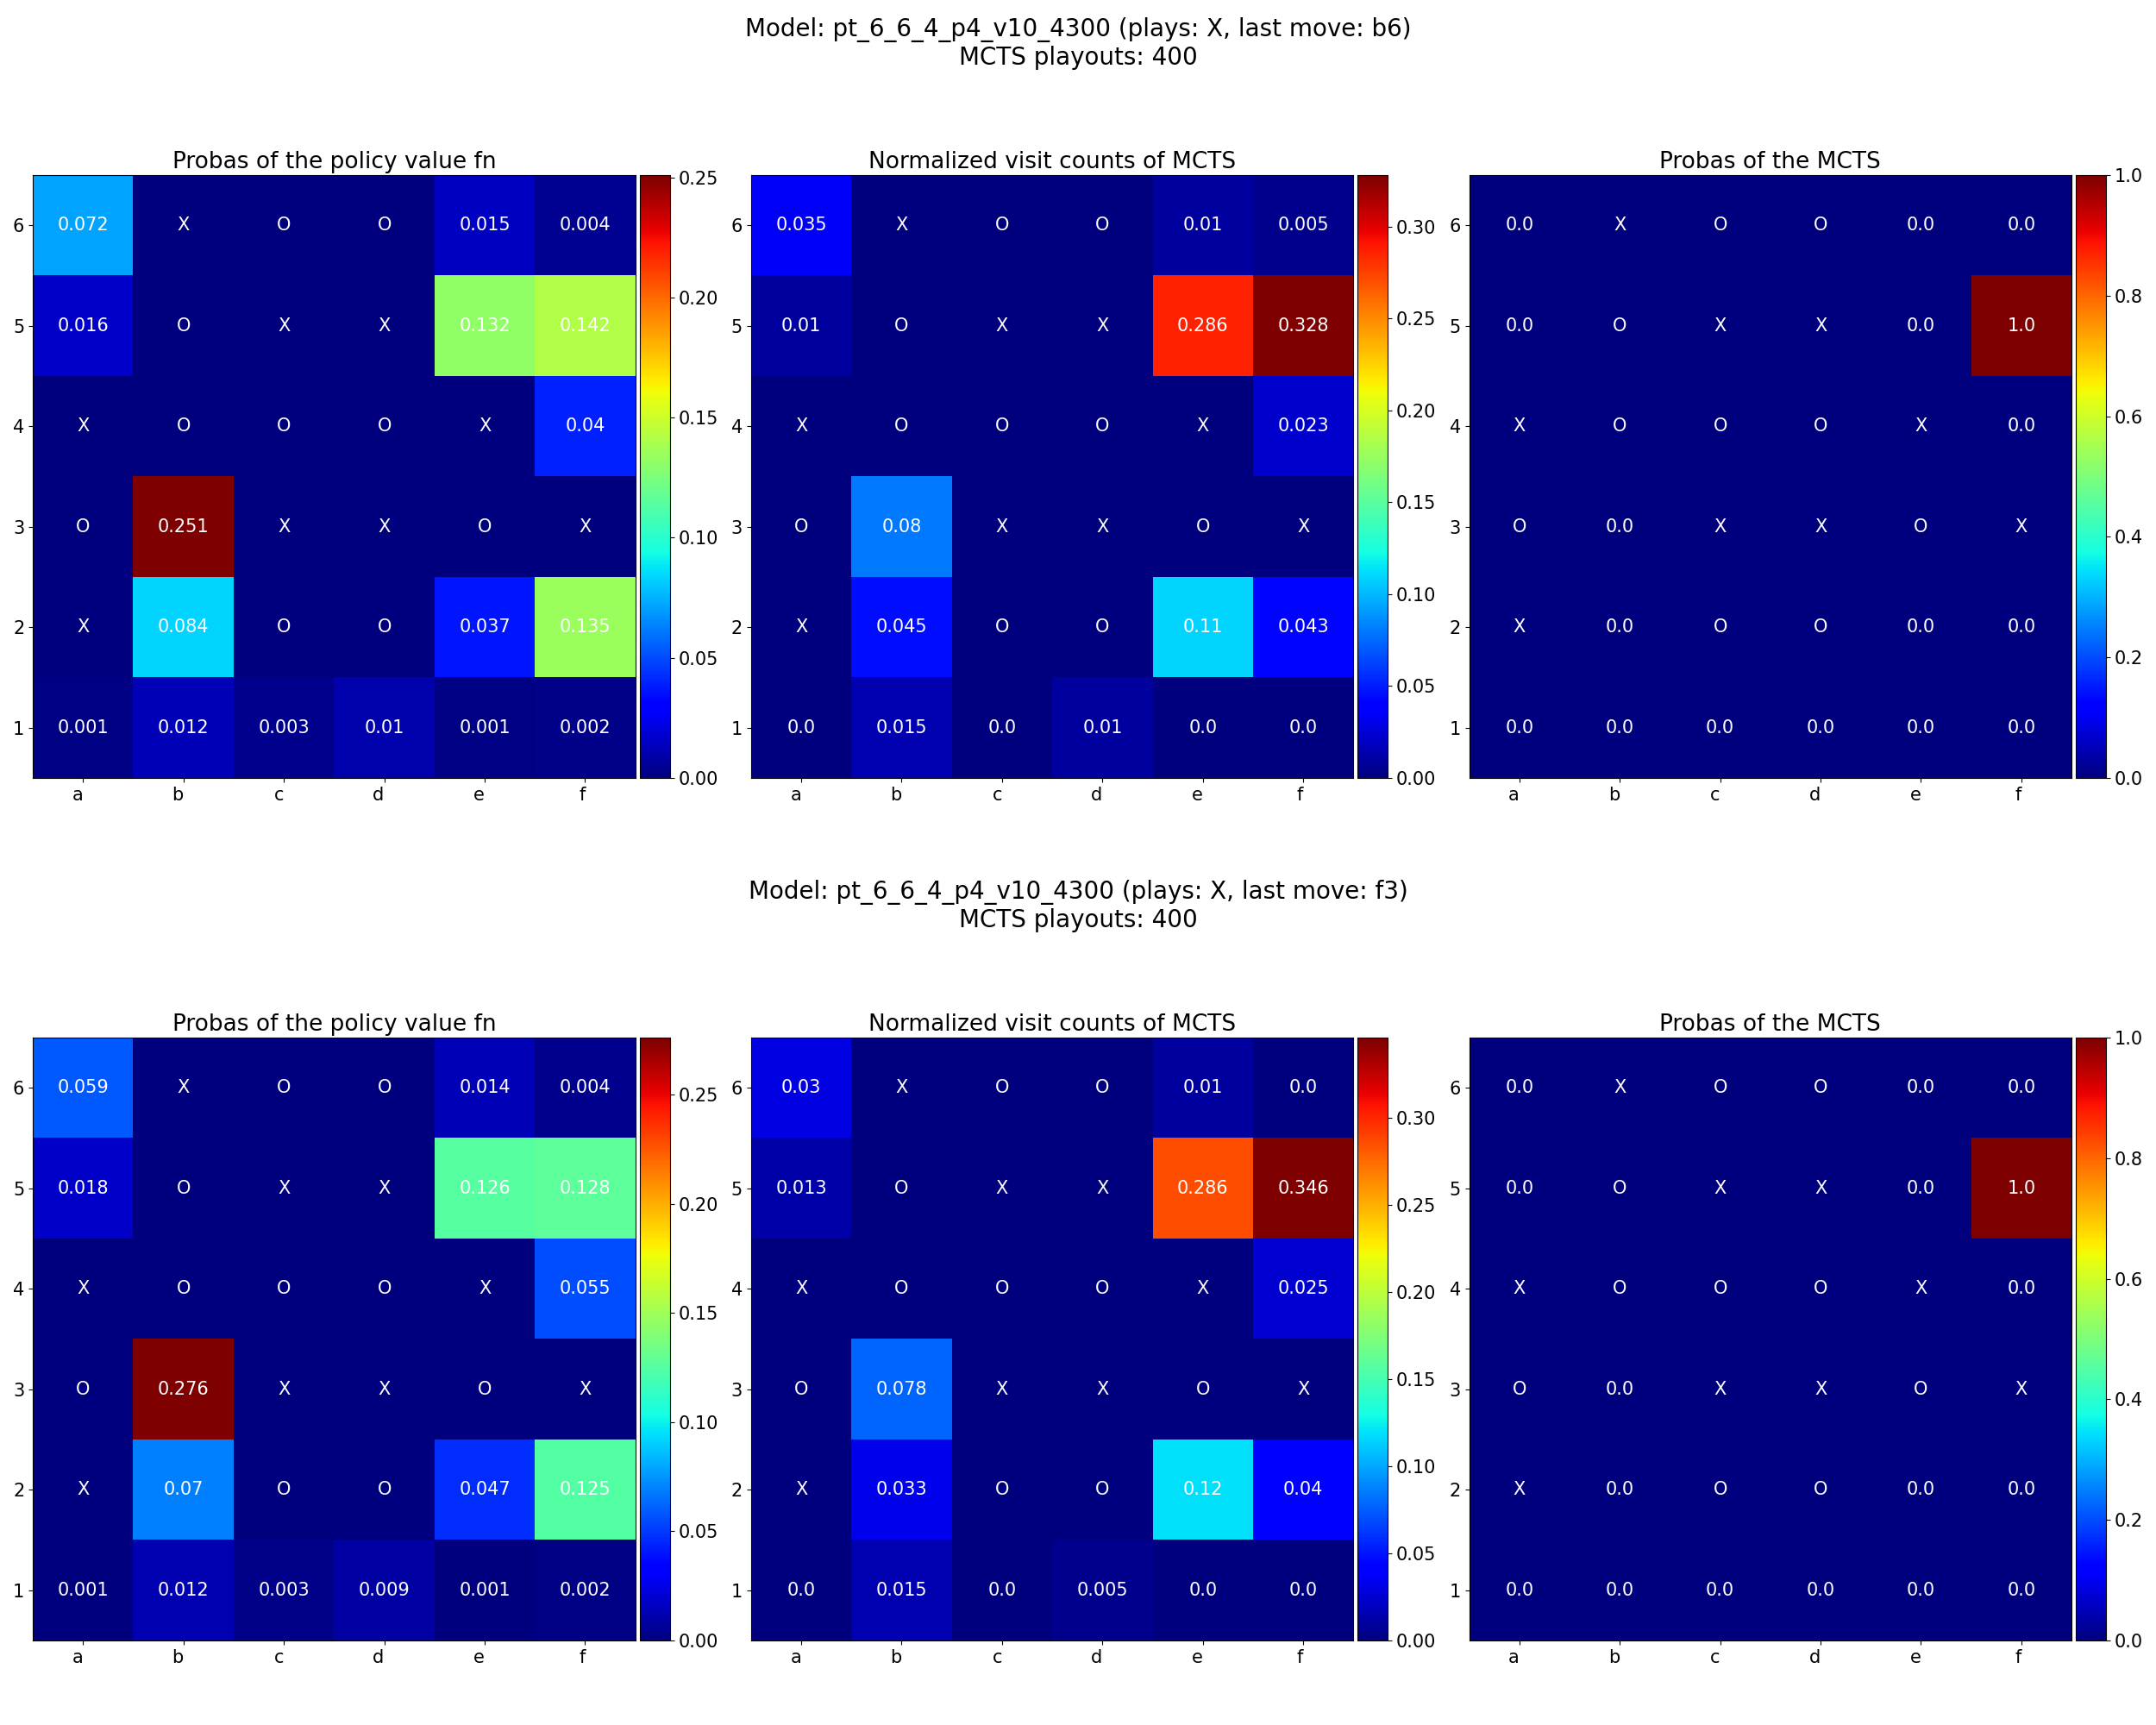 Model: pt_6_6_4_p4_v10_4300 (plays: X, last move: b6)
MCTS playouts: 400
Probas of the policy value fn
6 0.072 X O O 0.015 0.004
5 0.016 O X X 0.132 0.142
4 X O O O X 0.04
3 O 0.251 X X O X
2 X 0.084 O O 0.037 0.135
1 0.001 0.012 0.003 0.01 0.001 0.002
a b c d e f
0.25
0.20
0.15
0.10
0.05
0.00
Normalized visit counts of MCTS
6 0.035 X O O 0.01 0.005
5 0.01 O X X 0.286 0.328
4 X O O O X 0.023
3 O 0.08 X X O X
2 X 0.045 O O 0.11 0.043
1 0.0 0.015 0.0 0.01 0.0 0.0
a b c d e f
0.30
0.25
0.20
0.15
0.10
0.05
0.00
Probas of the MCTS
6 0.0 X O O 0.0 0.0
5 0.0 O X X 0.0 1.0
4 X O O O X 0.0
3 O 0.0 X X O X
2 X 0.0 O O 0.0 0.0
1 0.0 0.0 0.0 0.0 0.0 0.0
a b c d e f
1.0
0.8
0.6
0.4
0.2
0.0
Model: pt_6_6_4_p4_v10_4300 (plays: X, last move: f3)
MCTS playouts: 400
Probas of the policy value fn
6 0.059 X O O 0.014 0.004
5 0.018 O X X 0.126 0.128
4 X O O O X 0.055
3 O 0.276 X X O X
2 X 0.07 O O 0.047 0.125
1 0.001 0.012 0.003 0.009 0.001 0.002
a b c d e f
0.25
0.20
0.15
0.10
0.05
0.00
Normalized visit counts of MCTS
6 0.03 X O O 0.01 0.0
5 0.013 O X X 0.286 0.346
4 X O O O X 0.025
3 O 0.078 X X O X
2 X 0.033 O O 0.12 0.04
1 0.0 0.015 0.0 0.005 0.0 0.0
a b c d e f
0.30
0.25
0.20
0.15
0.10
0.05
0.00
Probas of the MCTS
6 0.0 X O O 0.0 0.0
5 0.0 O X X 0.0 1.0
4 X O O O X 0.0
3 O 0.0 X X O X
2 X 0.0 O O 0.0 0.0
1 0.0 0.0 0.0 0.0 0.0 0.0
a b c d e f
1.0
0.8
0.6
0.4
0.2
0.0